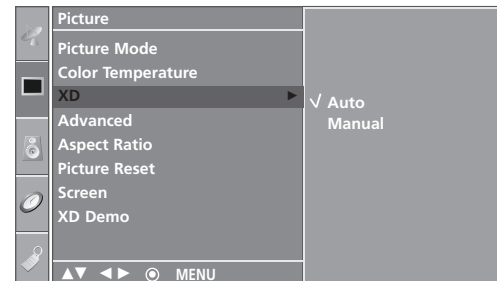 Picture
Picture Mode
Color Temperature
XD ►
Advanced
Aspect Ratio
Picture Reset
Screen
XD Demo
√ Auto
Manual
▲▼ ◄► ◉ MENU